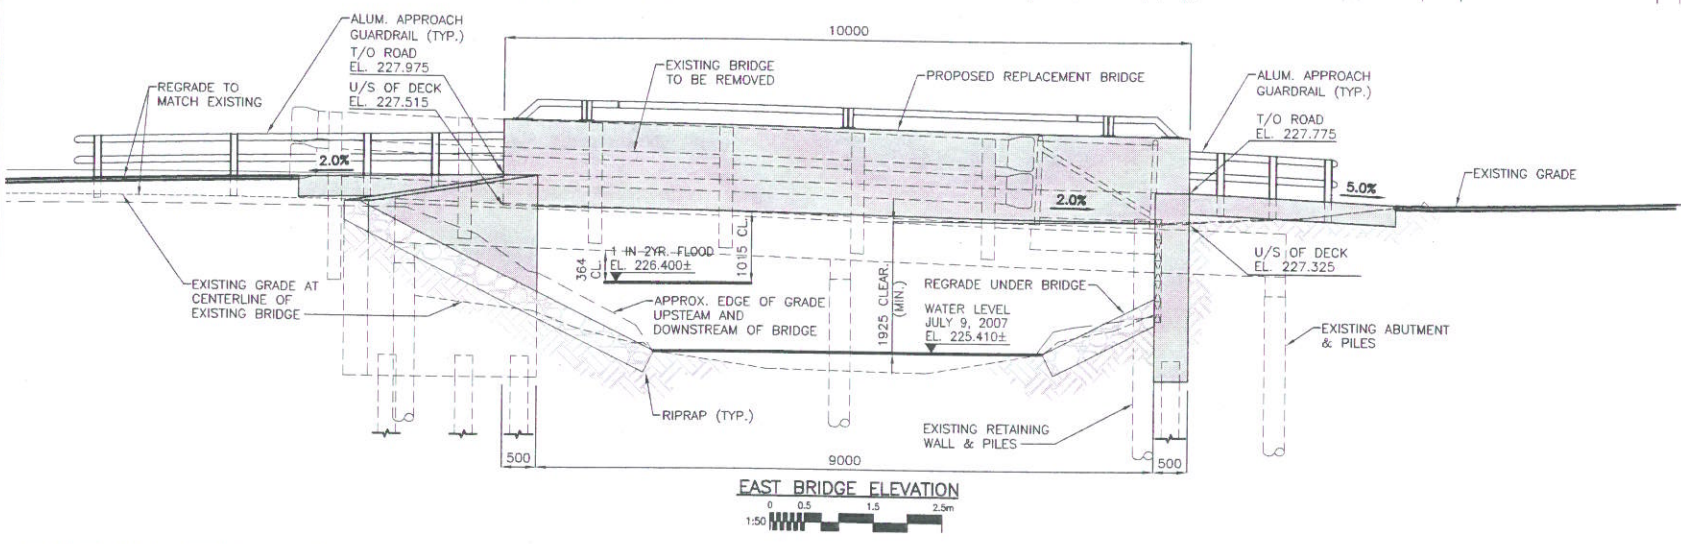 ALUM. APPROACH
GUARDRAIL (TYP.)
T/O ROAD
EL. 227.975
U/S OF DECK
EL. 227.515
REGRADE TO
MATCH EXISTING
2.0%
10000
EXISTING BRIDGE
TO BE REMOVED
PROPOSED REPLACEMENT BRIDGE
ALUM. APPROACH
GUARDRAIL (TYP.)
T/O ROAD
EL. 227.775
2.0%
5.0%
EXISTING GRADE
U/S OF DECK
EL. 227.325
364
CL.
1 IN 2YR. FLOOD
EL. 226.400±
1015 CL.
1925 CLEAR.
(MIN.)
EXISTING GRADE AT
CENTERLINE OF
EXISTING BRIDGE
APPROX. EDGE OF GRADE
UPSTEAM AND
DOWNSTREAM OF BRIDGE
REGRADE UNDER BRIDGE
WATER LEVEL
JULY 9, 2007
EL. 225.410±
EXISTING ABUTMENT
& PILES
RIPRAP (TYP.)
EXISTING RETAINING
WALL & PILES
500
9000
500
EAST BRIDGE ELEVATION
0 0.5 1.5 2.5m
1:50